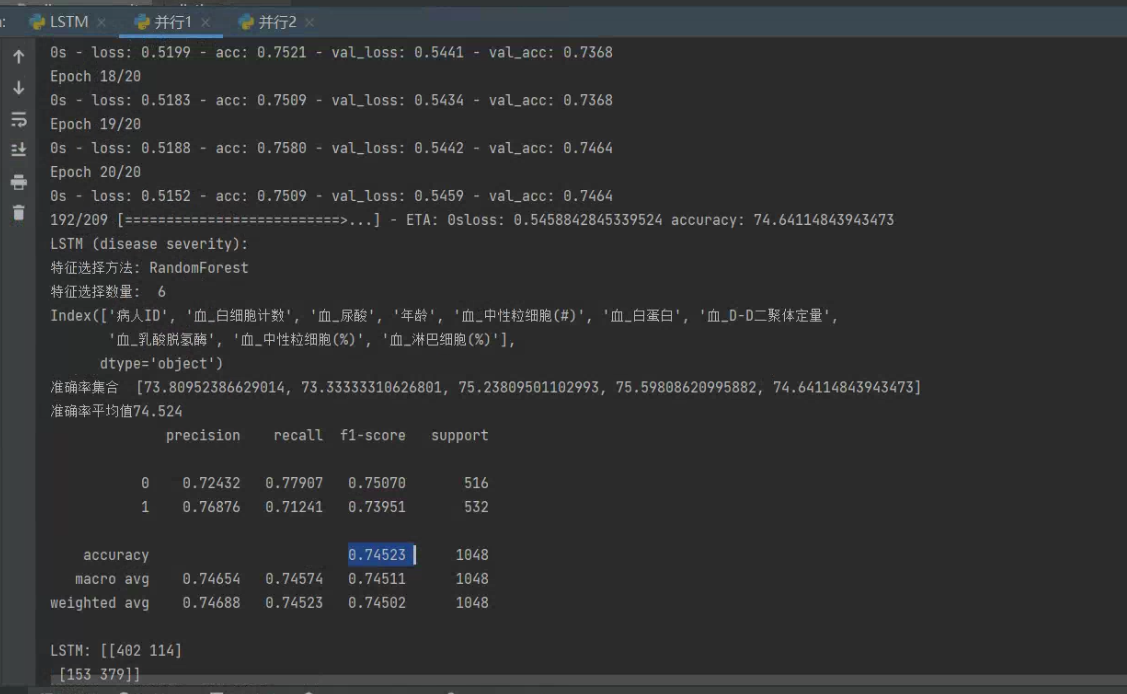 LSTM 并行1 并行2
0s - loss: 0.5199 - acc: 0.7521 - val_loss: 0.5441 - val_acc: 0.7368
Epoch 18/20
0s - loss: 0.5183 - acc: 0.7509 - val_loss: 0.5434 - val_acc: 0.7368
Epoch 19/20
0s - loss: 0.5188 - acc: 0.7580 - val_loss: 0.5442 - val_acc: 0.7464
Epoch 20/20
0s - loss: 0.5152 - acc: 0.7509 - val_loss: 0.5459 - val_acc: 0.7464
192/209 [==========================>...] - ETA: 0sloss: 0.5458842845339524 accuracy: 74.64114843943473
LSTM (disease severity):
特征选择方法: RandomForest
特征选择数量: 6
Index(['病人ID', '血_白细胞计数', '血_尿酸', '年龄', '血_中性粒细胞(#)', '血_白蛋白', '血_D-D二聚体定量',
'血_乳酸脱氢酶', '血_中性粒细胞(%)', '血_淋巴细胞(%)'],
dtype='object')
准确率集合 [73.80952386629014, 73.33333310626801, 75.23809501102993, 75.59808620995882, 74.64114843943473]
准确率平均值74.524
precision recall f1-score support
0 0.72432 0.77907 0.75070 516
1 0.76876 0.71241 0.73951 532
accuracy 0.74523 1048
macro avg 0.74654 0.74574 0.74511 1048
weighted avg 0.74688 0.74523 0.74502 1048
LSTM: [[402 114]
[153 379]]